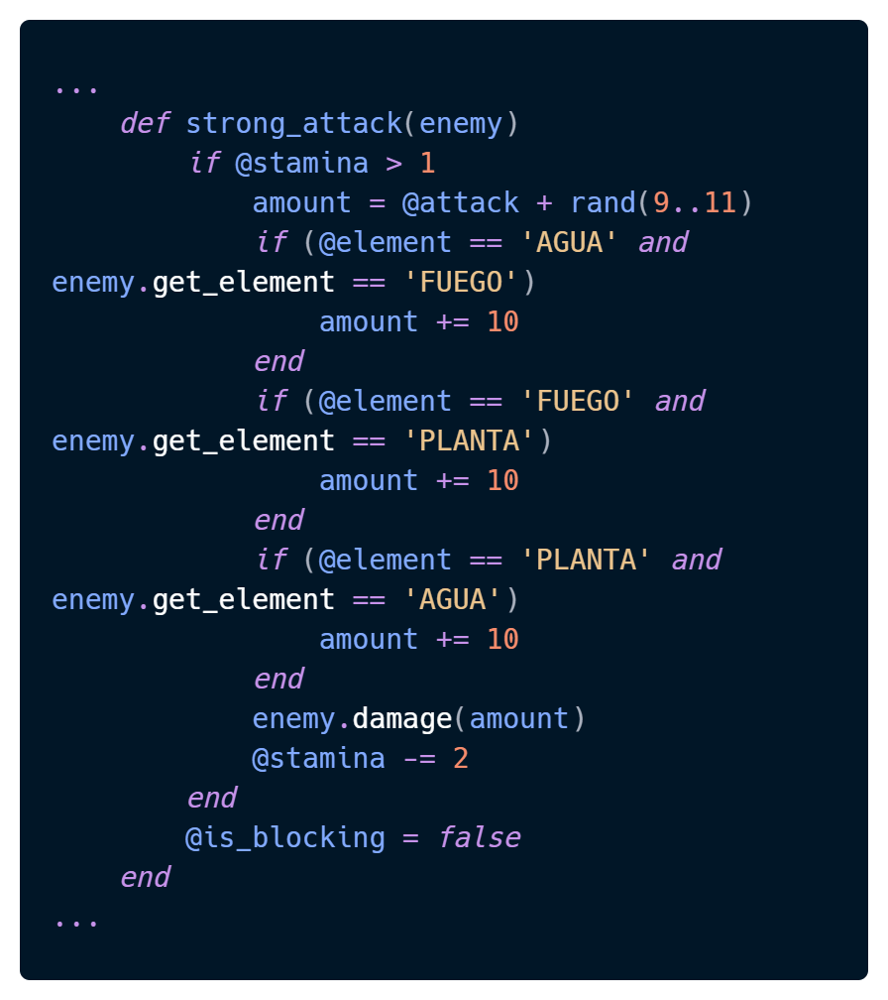 ...
    def strong_attack(enemy)
        if @stamina > 1
            amount = @attack + rand(9..11)
            if (@element == 'AGUA' and
enemy.get_element == 'FUEGO')
                amount += 10
            end
            if (@element == 'FUEGO' and
enemy.get_element == 'PLANTA')
                amount += 10
            end
            if (@element == 'PLANTA' and
enemy.get_element == 'AGUA')
                amount += 10
            end
            enemy.damage(amount)
            @stamina -= 2
        end
        @is_blocking = false
    end
...